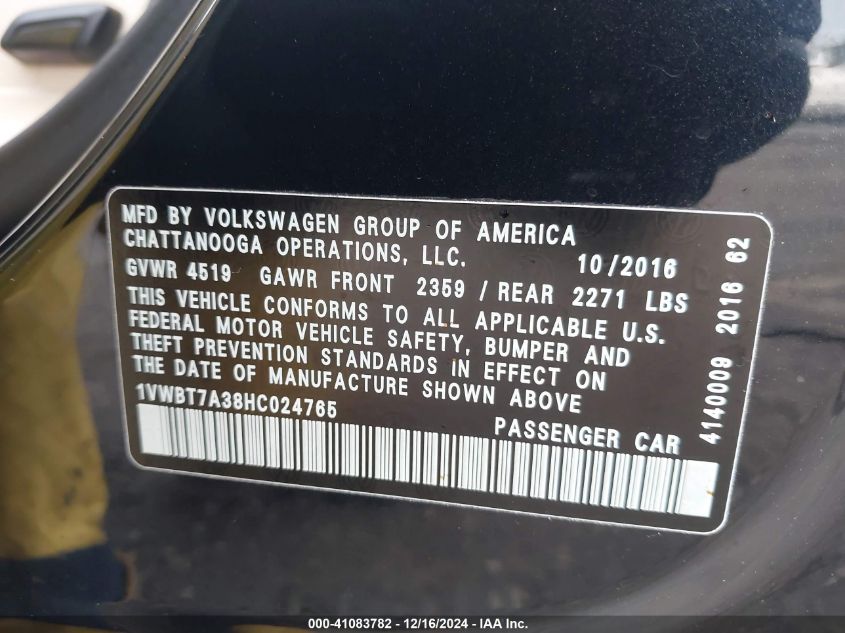 MFD BY VOLKSWAGEN GROUP OF AMERICA
CHATTANOOGA OPERATIONS, LLC. 10/2016
GVWR 4519 GAWR FRONT 2359 / REAR 2271 LBS
THIS VEHICLE CONFORMS TO ALL APPLICABLE U.S.
FEDERAL MOTOR VEHICLE SAFETY, BUMPER AND
THEFT PREVENTION STANDARDS IN EFFECT ON
THE DATE OF MANUFACTURE SHOWN ABOVE
1VWBT7A38HC024765
PASSENGER CAR
4140009 2016 62
000-41083782 - 12/16/2024 - IAA Inc.